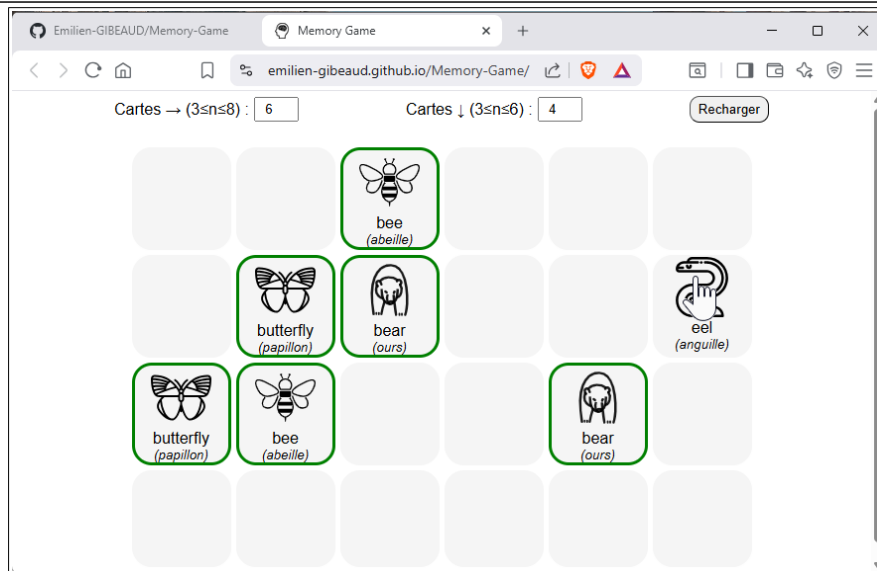 Emilien-GIBEAUD/Memory-Game
Memory Game
emilien-gibeaud.github.io/Memory-Game/
Cartes → (3≤n≤8) : 6
Cartes ↓ (3≤n≤6) : 4
Recharger
bee
(abeille)
butterfly
(papillon)
bear
(ours)
eel
(anguille)
butterfly
(papillon)
bee
(abeille)
bear
(ours)